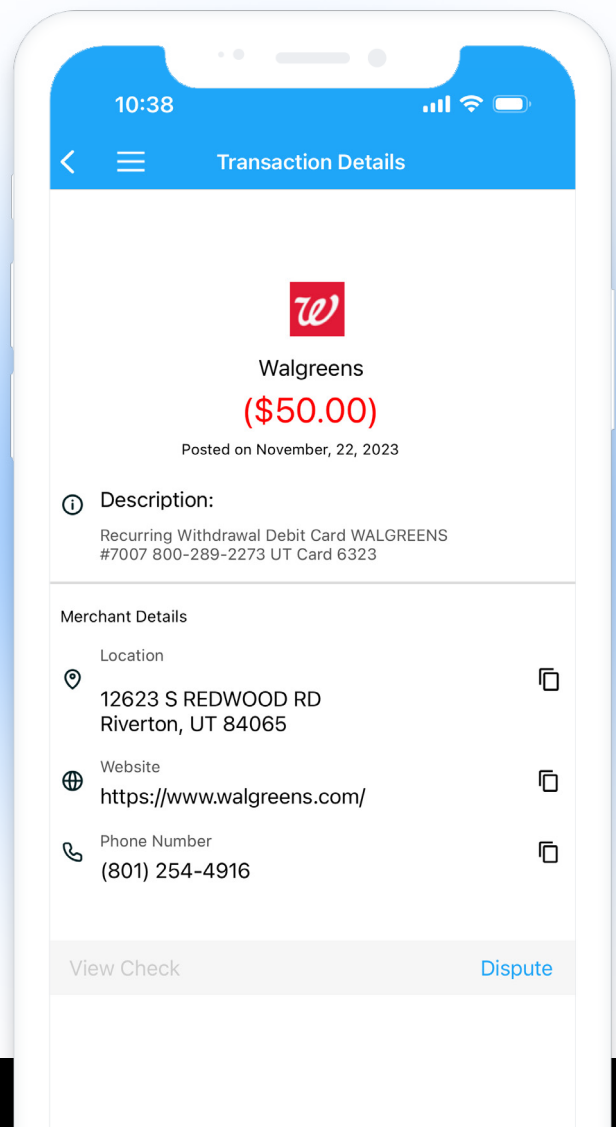 10:38
Transaction Details
W
Walgreens
($50.00)
Posted on November, 22, 2023
Description:
Recurring Withdrawal Debit Card WALGREENS
#7007 800-289-2273 UT Card 6323
Merchant Details
Location
12623 S REDWOOD RD
Riverton, UT 84065
Website
https://www.walgreens.com/
Phone Number
(801) 254-4916
View Check
Dispute